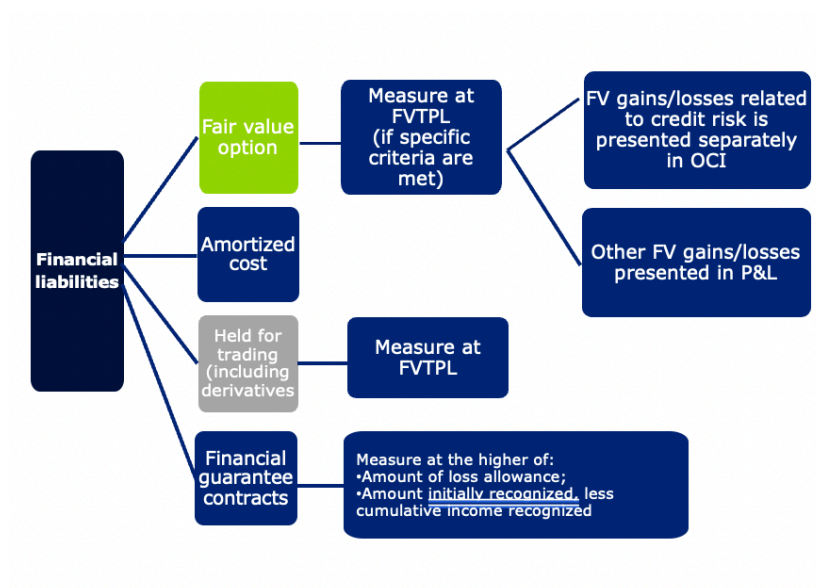 Financial
liabilities
Fair value
option
Measure at
FVTPL
(if specific
criteria are
met)
FV gains/losses related
to credit risk is
presented separately
in OCI
Other FV gains/losses
presented in P&L
Amortized
cost
Held for
trading
(including
derivatives
Measure at
FVTPL
Financial
guarantee
contracts
Measure at the higher of:
•Amount of loss allowance;
•Amount initially recognized, less
cumulative income recognized